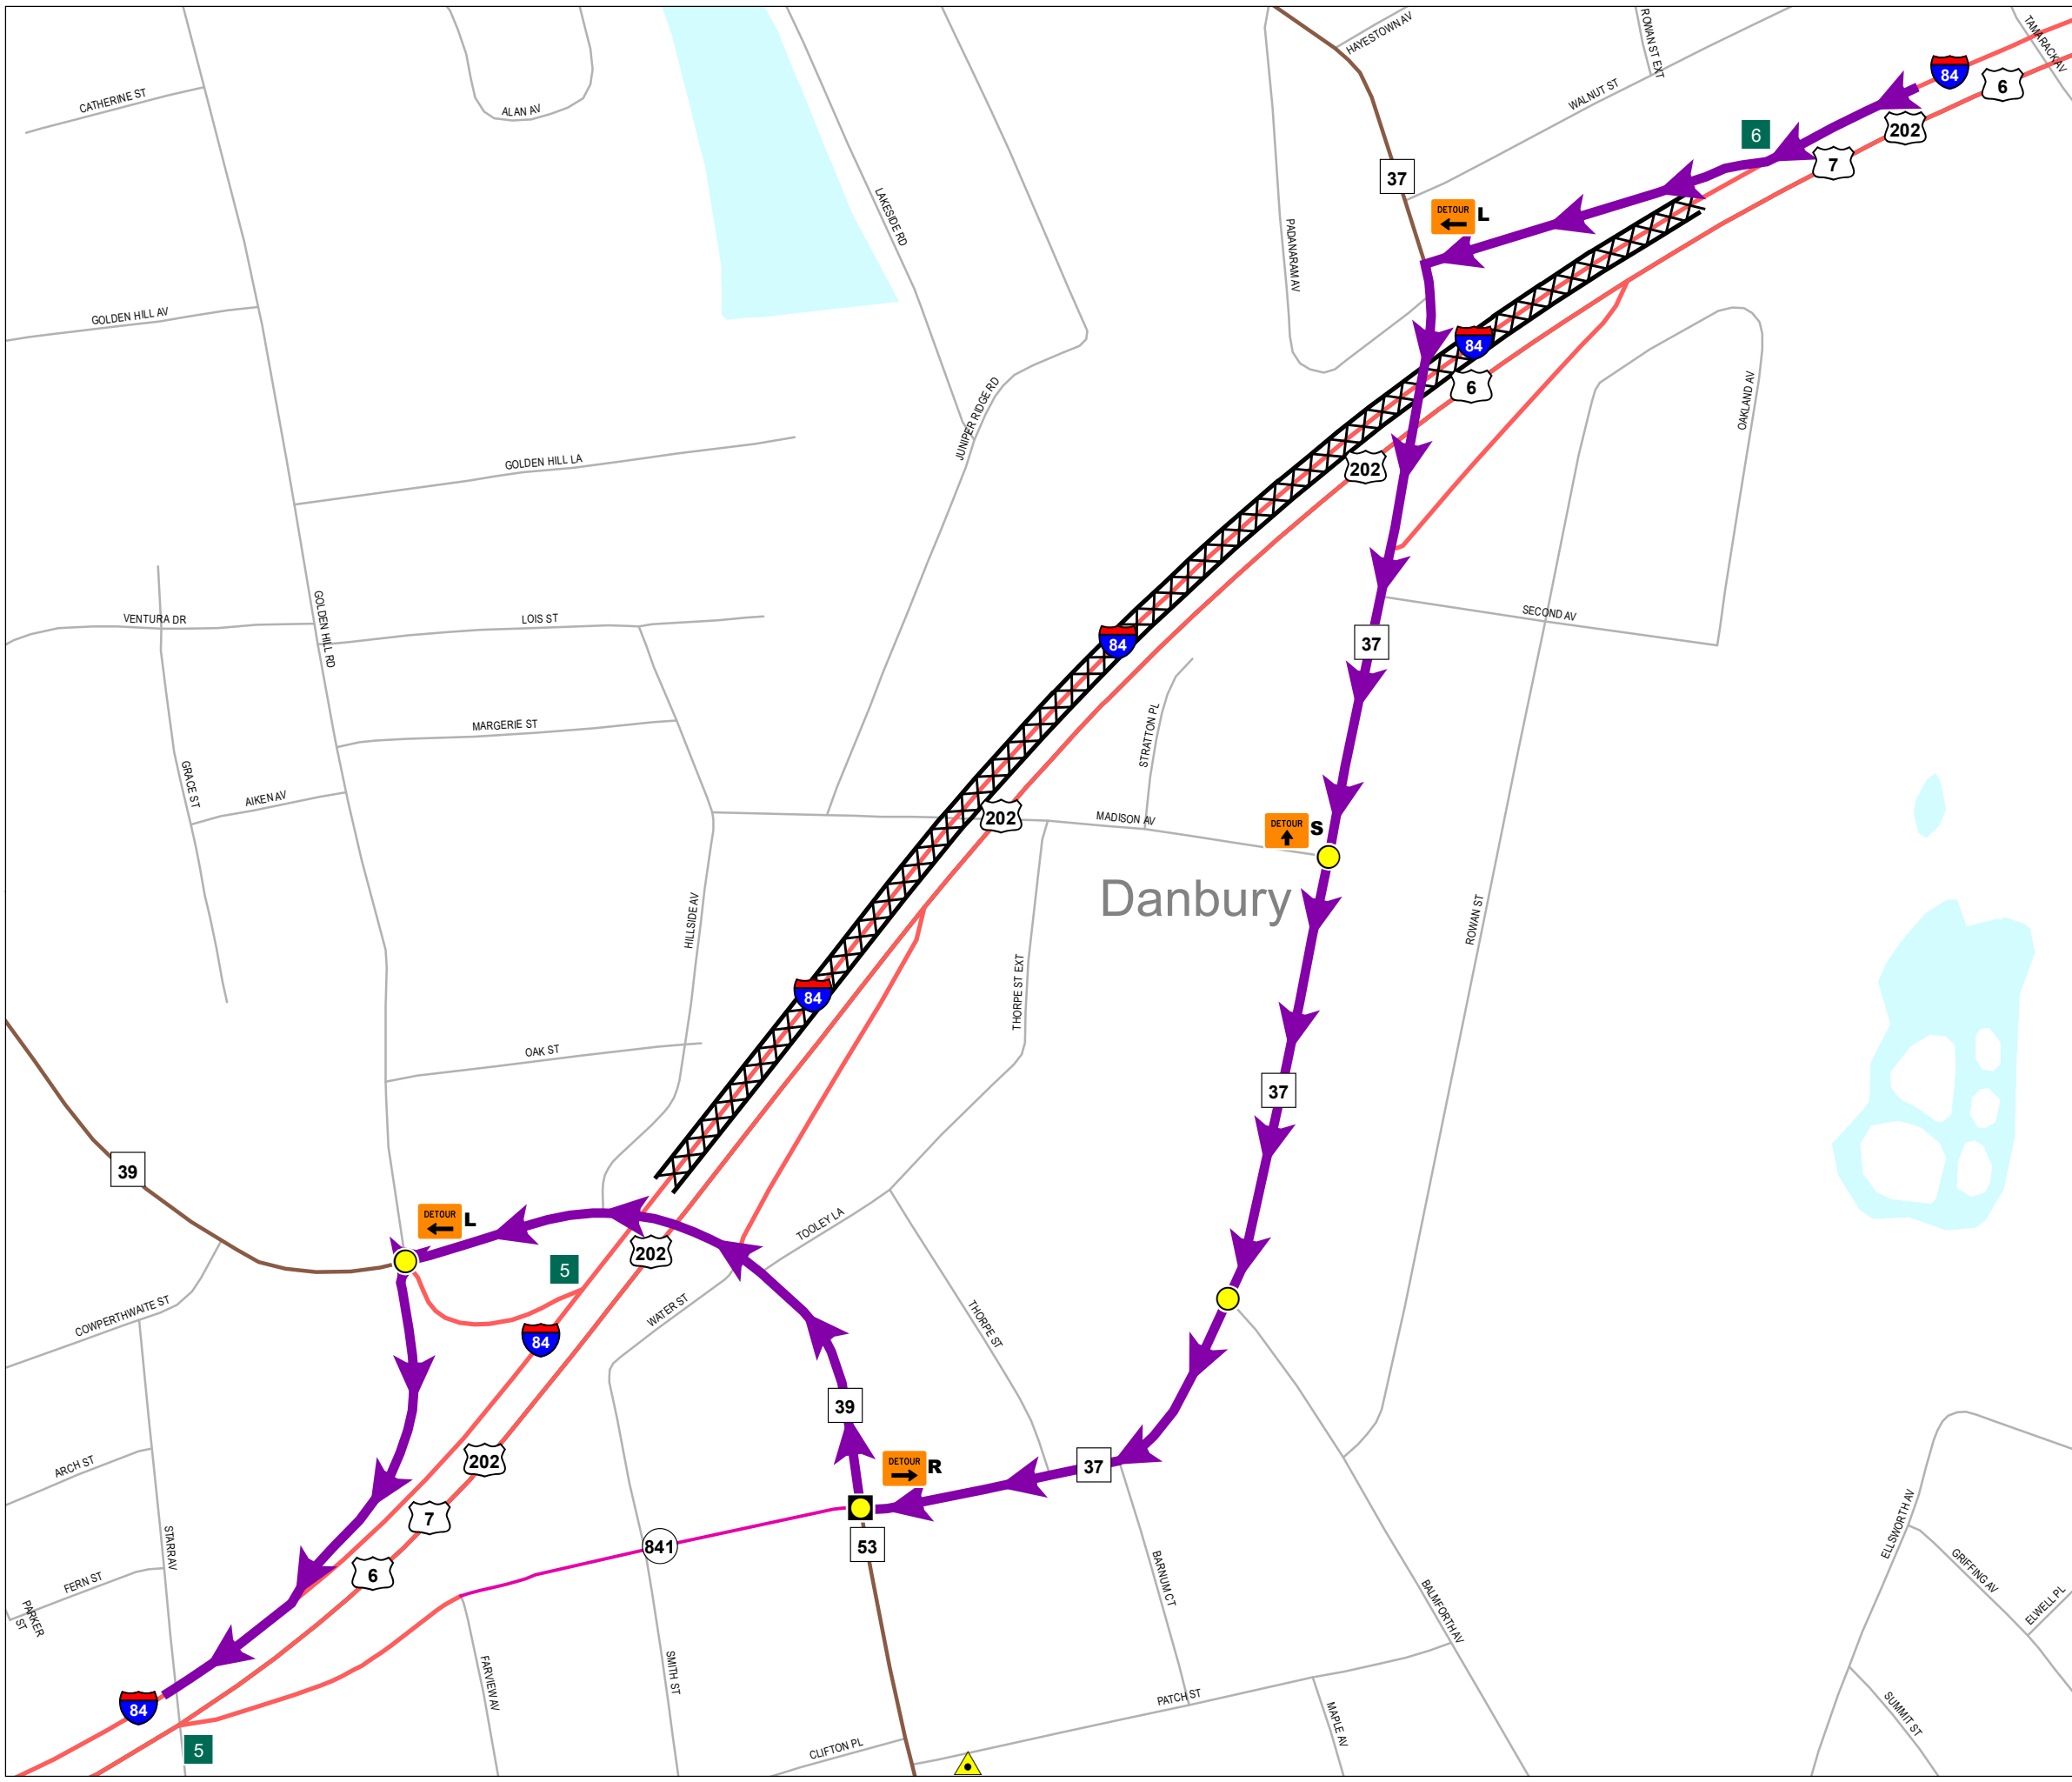 HAYESTOWN AV
ROWAN ST EXT
TAMARACK AV
CATHERINE ST
ALAN AV
WALNUT ST
84
6
202
7
6
37
DETOUR
L
LAKESIDE RD
PADANARAM AV
GOLDEN HILL AV
84
6
OAKLAND AV
JUNIPER RIDGE RD
GOLDEN HILL LA
202
VENTURA DR
GOLDEN HILL RD
LOIS ST
84
37
SECOND AV
MARGERIE ST
STRATTON PL
GRACE ST
AIKEN AV
202
MADISON AV
DETOUR
S
Danbury
HILLSIDE AV
ROWAN ST
84
THORPE ST EXT
OAK ST
37
39
DETOUR
L
202
TOOLEY LA
5
COWPERTHWAITE ST
WATER ST
84
THORPE ST
39
202
ARCH ST
DETOUR
R
37
7
STARR AV
841
53
6
FERN ST
PARKER
ST
BARNUM CT
BALMFORTH AV
ELLSWORTH AV
GRIFFING AV
ELWELL PL
FARVIEW AV
SMITH ST
84
PATCH ST
MAPLE AV
SUMMIT ST
5
CLIFTON PL